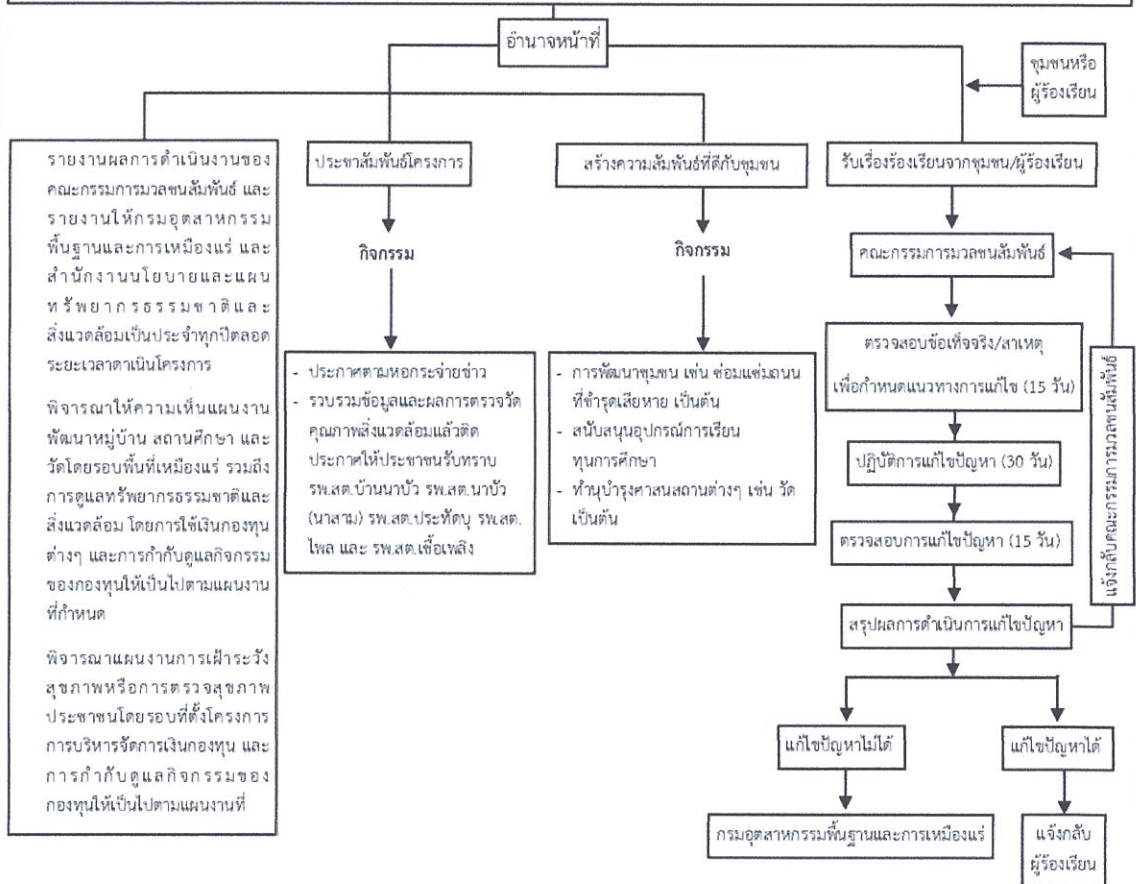 อำนาจหน้าที่
ชุมชนหรือ
ผู้ร้องเรียน
รายงานผลการดำเนินงานของ
คณะกรรมการมวลชนสัมพันธ์ และ
รายงานให้กรมอุตสาหกรรม
พื้นฐานและการเหมืองแร่ และ
สำนักงานนโยบายและแผน
ทรัพยากรธรรมชาติและ
สิ่งแวดล้อมเป็นประจำทุกปีตลอด
ระยะเวลาดาเนินโครงการ
พิจารณาให้ความเห็นแผนงาน
พัฒนาหมู่บ้าน สถานศึกษา และ
วัดโดยรอบพื้นที่เหมืองแร่ รวมถึง
การดูแลทรัพยากรธรรมชาติและ
สิ่งแวดล้อม โดยการใช้เงินกองทุน
ต่างๆ และการกำกับดูแลกิจกรรม
ของกองทุนให้เป็นไปตามแผนงาน
ที่กำหนด
พิจารณาแผนงานการเฝ้าระวัง
สุขภาพหรือการตรวจสุขภาพ
ประชาชนโดยรอบที่ตั้งโครงการ
การบริหารจัดการเงินกองทุน และ
การกำกับดูแลกิจกรรมของ
กองทุนให้เป็นไปตามแผนงานที่
ประชาสัมพันธ์โครงการ
กิจกรรม
- ประกาศตามหอกระจายข่าว
- รวบรวมข้อมูลและผลการตรวจวัด
คุณภาพสิ่งแวดล้อมแล้วติด
ประกาศให้ประชาชนรับทราบ
รพ.สต.บ้านนาบัว รพ.สต.นาบัว
(นาสาม) รพ.สต.ประทัดบุ รพ.สต.
ไพล และ รพ.สต.เชื้อเพลิง
สร้างความสัมพันธ์ที่ดีกับชุมชน
กิจกรรม
- การพัฒนาชุมชน เช่น ซ่อมแซ่มถนน
ที่ชำรุดเสียหาย เป็นต้น
- สนับสนุนอุปกรณ์การเรียน
ทุนการศึกษา
- ทำนุบำรุงศาสนสถานต่างๆ เช่น วัด
เป็นต้น
รับเรื่องร้องเรียนจากชุมชน/ผู้ร้องเรียน
คณะกรรมการมวลชนสัมพันธ์
ตรวจสอบข้อเท็จจริง/สาเหตุ
เพื่อกำหนดแนวทางการแก้ไข (15 วัน)
ปฏิบัติการแก้ไขปัญหา (30 วัน)
ตรวจสอบการแก้ไขปัญหา (15 วัน)
สรุปผลการดำเนินการแก้ไขปัญหา
แจ้งกลับคณะกรรมการมวลชนสัมพันธ์
แก้ไขปัญหาไม่ได้
แก้ไขปัญหาได้
กรมอุตสาหกรรมพื้นฐานและการเหมืองแร่
แจ้งกลับ
ผู้ร้องเรียน